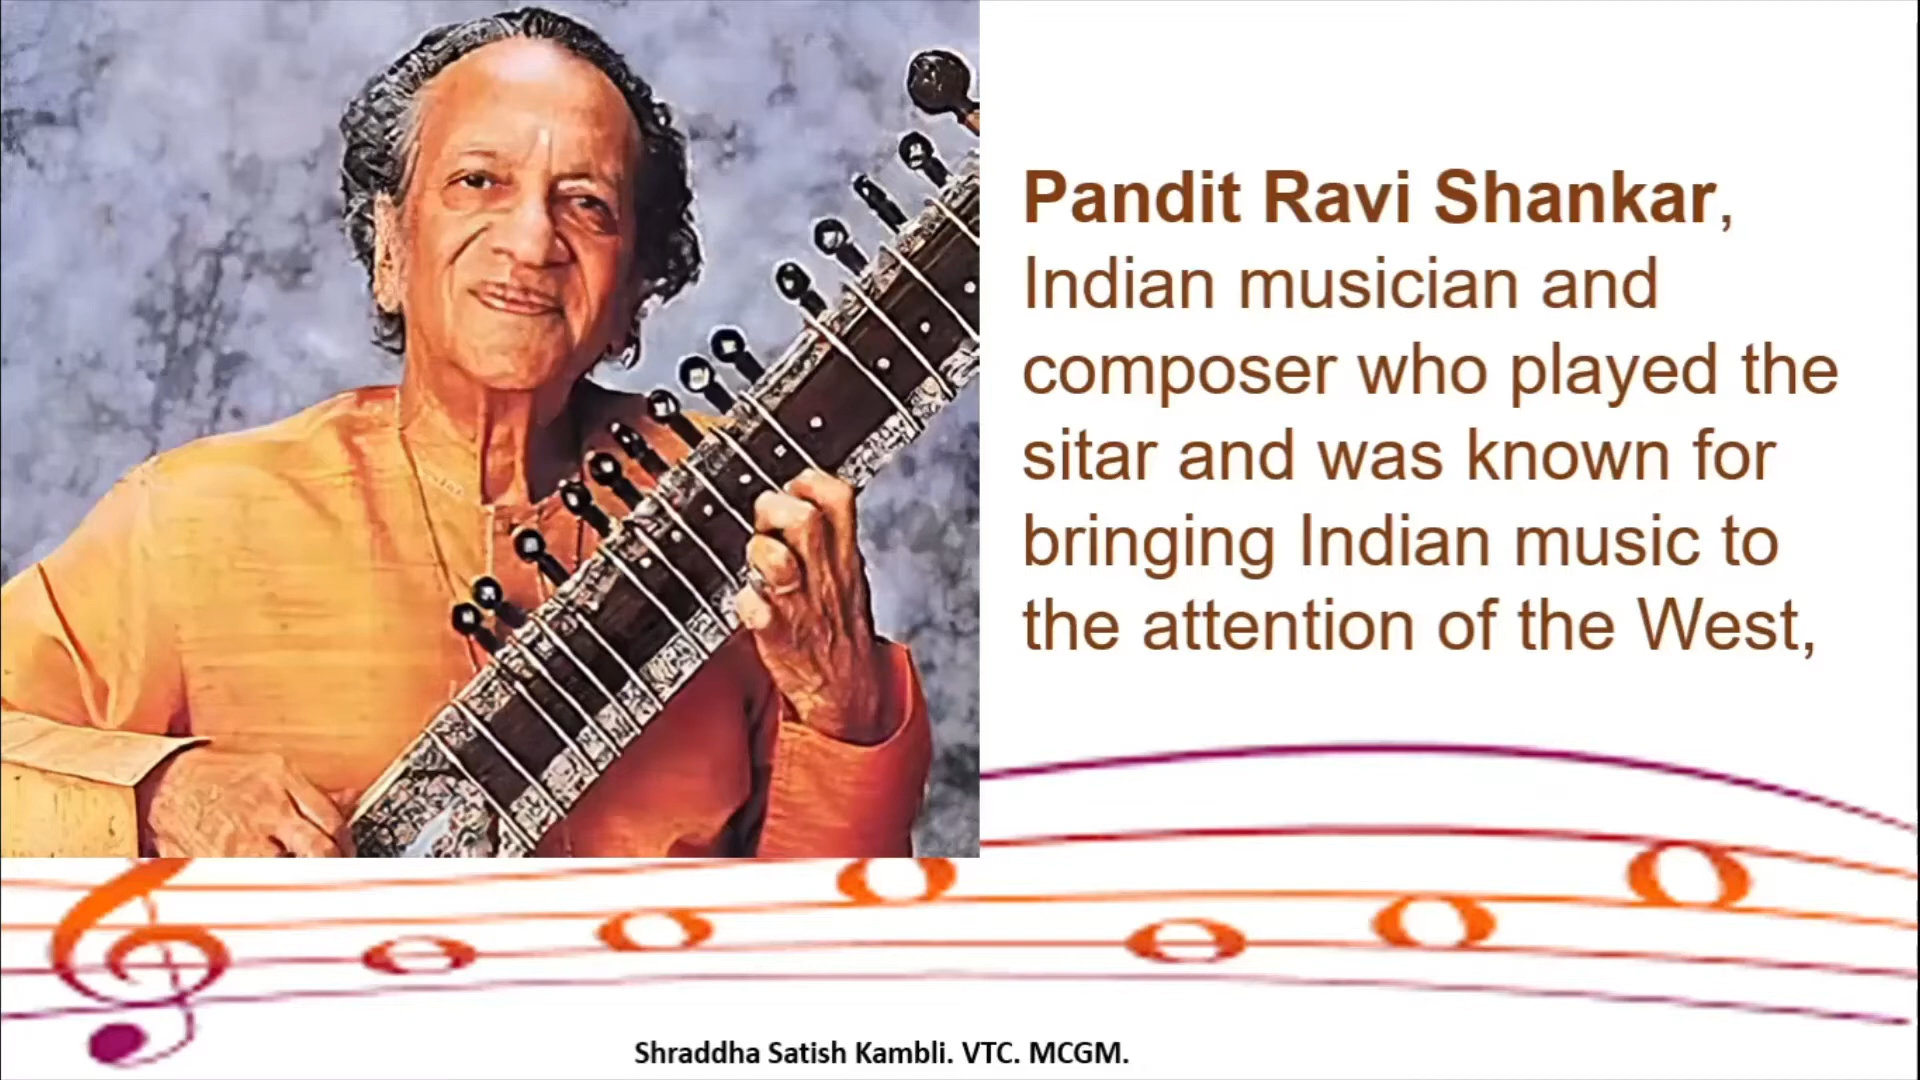 Pandit Ravi Shankar,
Indian musician and
composer who played the
sitar and was known for
bringing Indian music to
the attention of the West,
Shraddha Satish Kambli. VTC. MCGM.